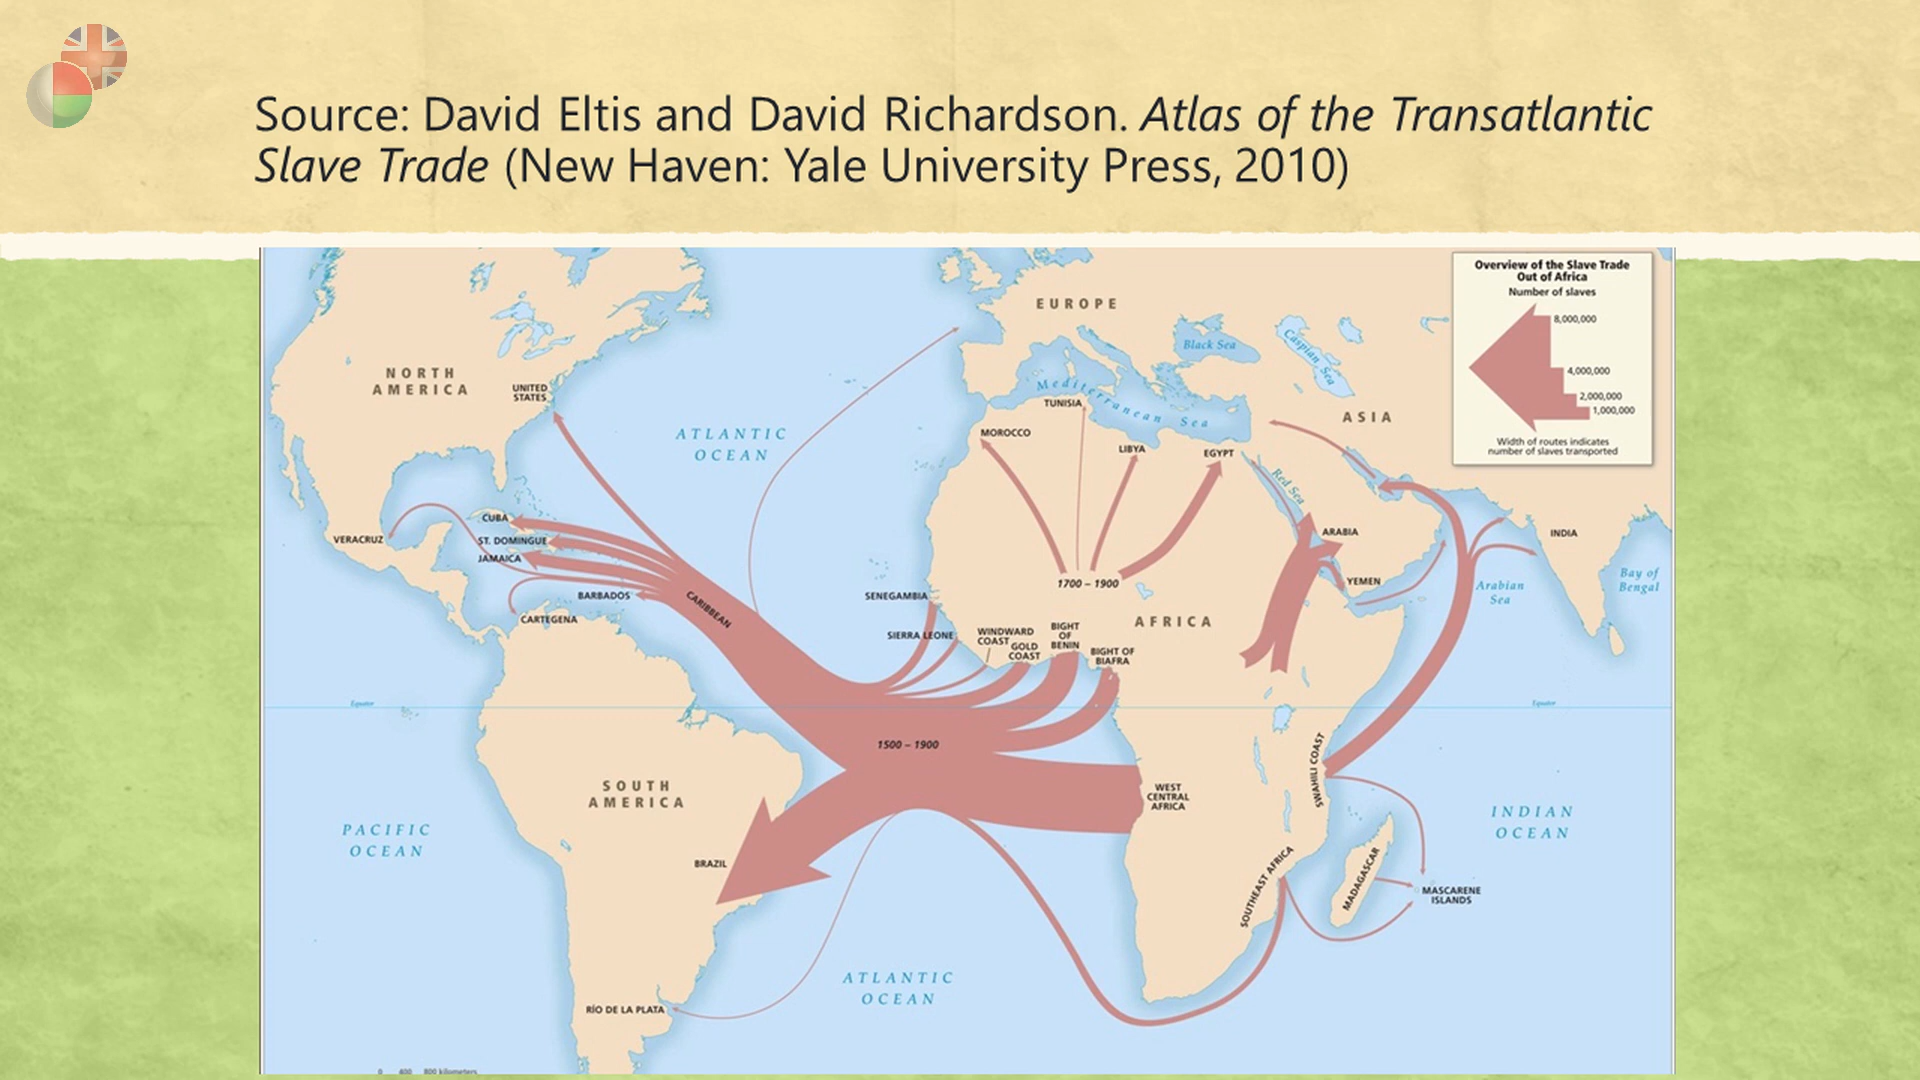 Source: David Eltis and David Richardson. Atlas of the Transatlantic
Slave Trade (New Haven: Yale University Press, 2010)
Overview of the Slave Trade
Out of Africa
Number of slaves
8,000,000
4,000,000
2,000,000
1,000,000
Width of routes indicates
number of slaves transported
EUROPE
Black Sea
Caspian Sea
NORTH
AMERICA
UNITED
STATES
Mediterranean Sea
TUNISIA
ASIA
ATLANTIC
OCEAN
MOROCCO
LIBYA
EGYPT
Red Sea
CUBA
VERACRUZ
ST. DOMINGUE
JAMAICA
ARABIA
INDIA
BARBADOS
CARIBBEAN
SENEGAMBIA
1700 – 1900
YEMEN
Arabian
Sea
Bay of
Bengal
CARTEGENA
SIERRA LEONE
WINDWARD
COAST
GOLD
COAST
BIGHT
OF
BENIN
BIGHT OF
BIAFRA
AFRICA
Equator
Equator
1500 – 1900
SOUTH
AMERICA
WEST
CENTRAL
AFRICA
SWAHILI COAST
PACIFIC
OCEAN
INDIAN
OCEAN
BRAZIL
SOUTHEAST AFRICA
MADAGASCAR
MASCARENE
ISLANDS
ATLANTIC
OCEAN
RÍO DE LA PLATA
0 400 800 kilometers